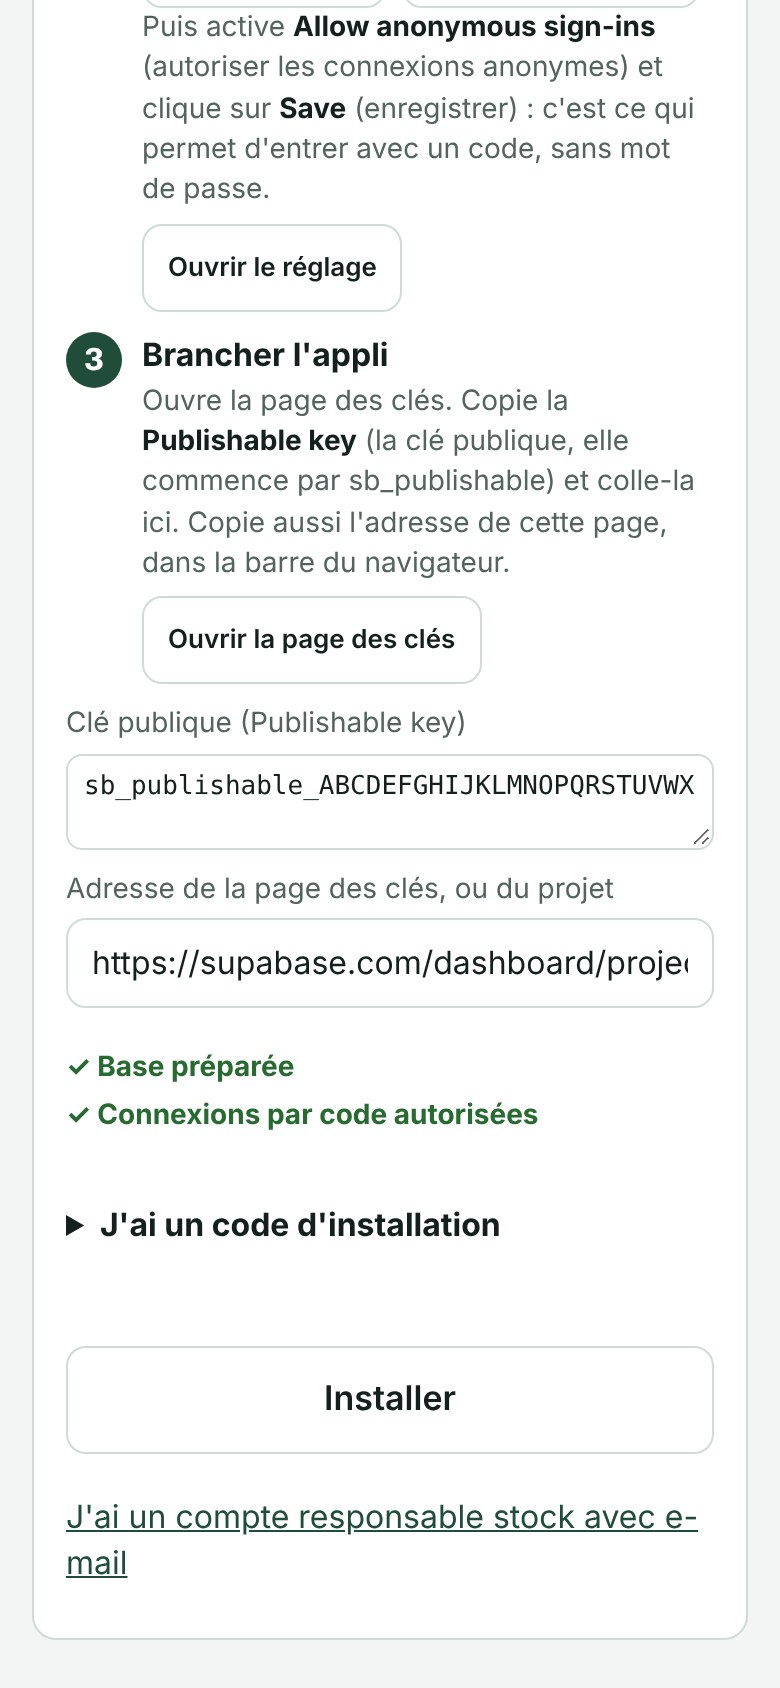 Puis active Allow anonymous sign-ins
(autoriser les connexions anonymes) et
clique sur Save (enregistrer) : c'est ce qui
permet d'entrer avec un code, sans mot
de passe.
Ouvrir le réglage
3 Brancher l'appli
Ouvre la page des clés. Copie la
Publishable key (la clé publique, elle
commence par sb_publishable) et colle-la
ici. Copie aussi l'adresse de cette page,
dans la barre du navigateur.
Ouvrir la page des clés
Clé publique (Publishable key)
sb_publishable_ABCDEFGHIJKLMNOPQRSTUVWX
Adresse de la page des clés, ou du projet
https://supabase.com/dashboard/projec
✓ Base préparée
✓ Connexions par code autorisées
▶ J'ai un code d'installation
Installer
J'ai un compte responsable stock avec e-
mail